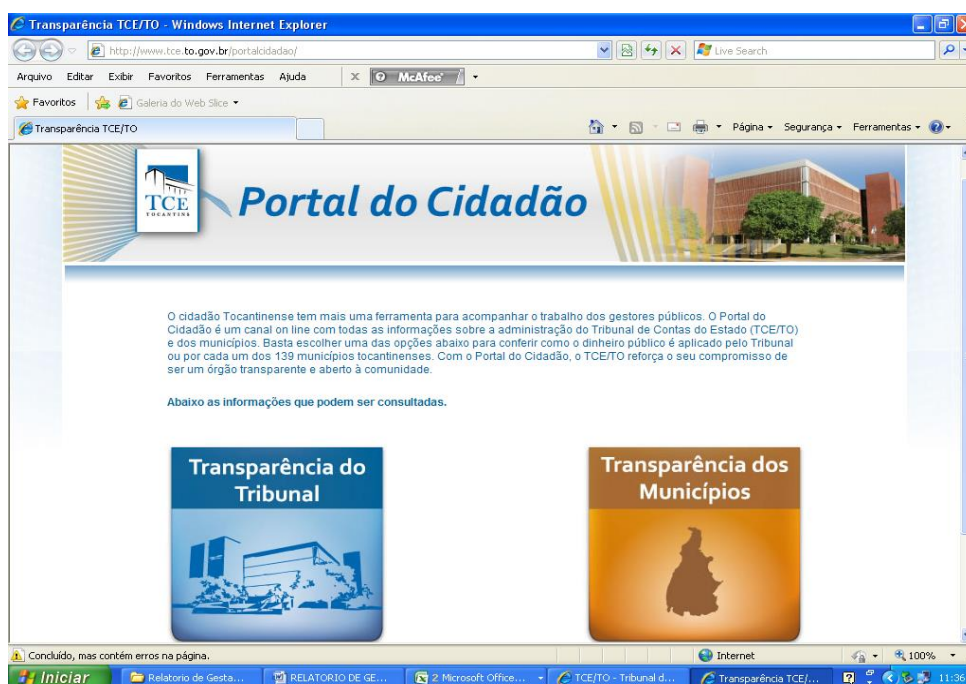 Transparência TCE/TO - Windows Internet Explorer
http://www.tce.to.gov.br/portalcidadao/
Live Search
Arquivo Editar Exibir Favoritos Ferramentas Ajuda X McAfee
Favoritos Galeria do Web Slice
Transparência TCE/TO
Página Segurança Ferramentas
TCE
TOCANTINS
Portal do Cidadão
O cidadão Tocantinense tem mais uma ferramenta para acompanhar o trabalho dos gestores públicos. O Portal do
Cidadão é um canal on line com todas as informações sobre a administração do Tribunal de Contas do Estado (TCE/TO)
e dos municípios. Basta escolher uma das opções abaixo para conferir como o dinheiro público é aplicado pelo Tribunal
ou por cada um dos 139 municípios tocantinenses. Com o Portal do Cidadão, o TCE/TO reforça o seu compromisso de
ser um órgão transparente e aberto à comunidade.
Abaixo as informações que podem ser consultadas.
Transparência do
Tribunal
Transparência dos
Municípios
Concluído, mas contém erros na página.
Internet
100%
Iniciar
Relatorio de Gesta...
RELATORIO DE GE...
2 Microsoft Office...
TCE/TO - Tribunal d...
Transparência TCE/...
11:36